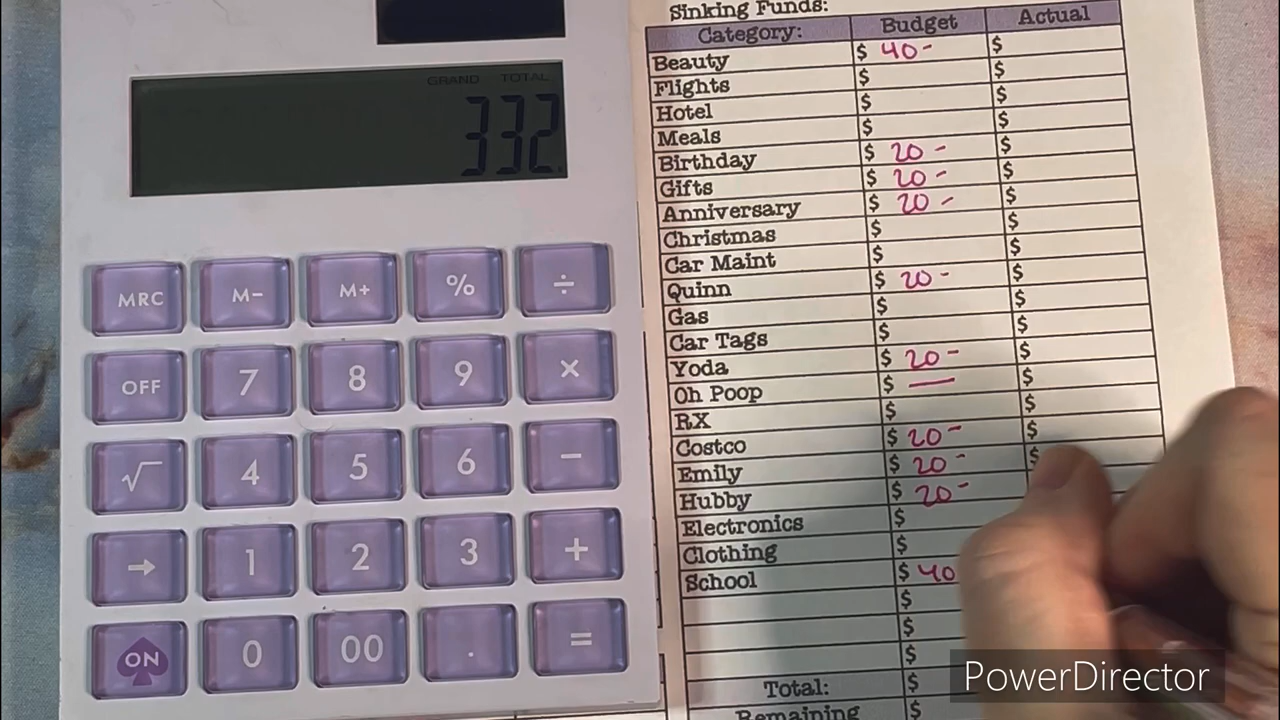 GRAND TOTAL
332.
MRC M- M+ % ÷
OFF 7 8 9 ×
√ 4 5 6 −
→ 1 2 3 +
ON 0 00 . =
Sinking Funds:
Category: Budget Actual
Beauty $ 40- $
Flights $ $
Hotel $ $
Meals $ $
Birthday $ 20- $
Gifts $ 20- $
Anniversary $ 20- $
Christmas $ $
Car Maint $ $
Quinn $ 20- $
Gas $ $
Car Tags $ $
Yoda $ 20- $
Oh Poop $ — $
RX $ $
Costco $ 20- $
Emily $ 20- $
Hubby $ 20-
Electronics $
Clothing $
School $ 40
$
$
$
Total: $
Remaining $
PowerDirector